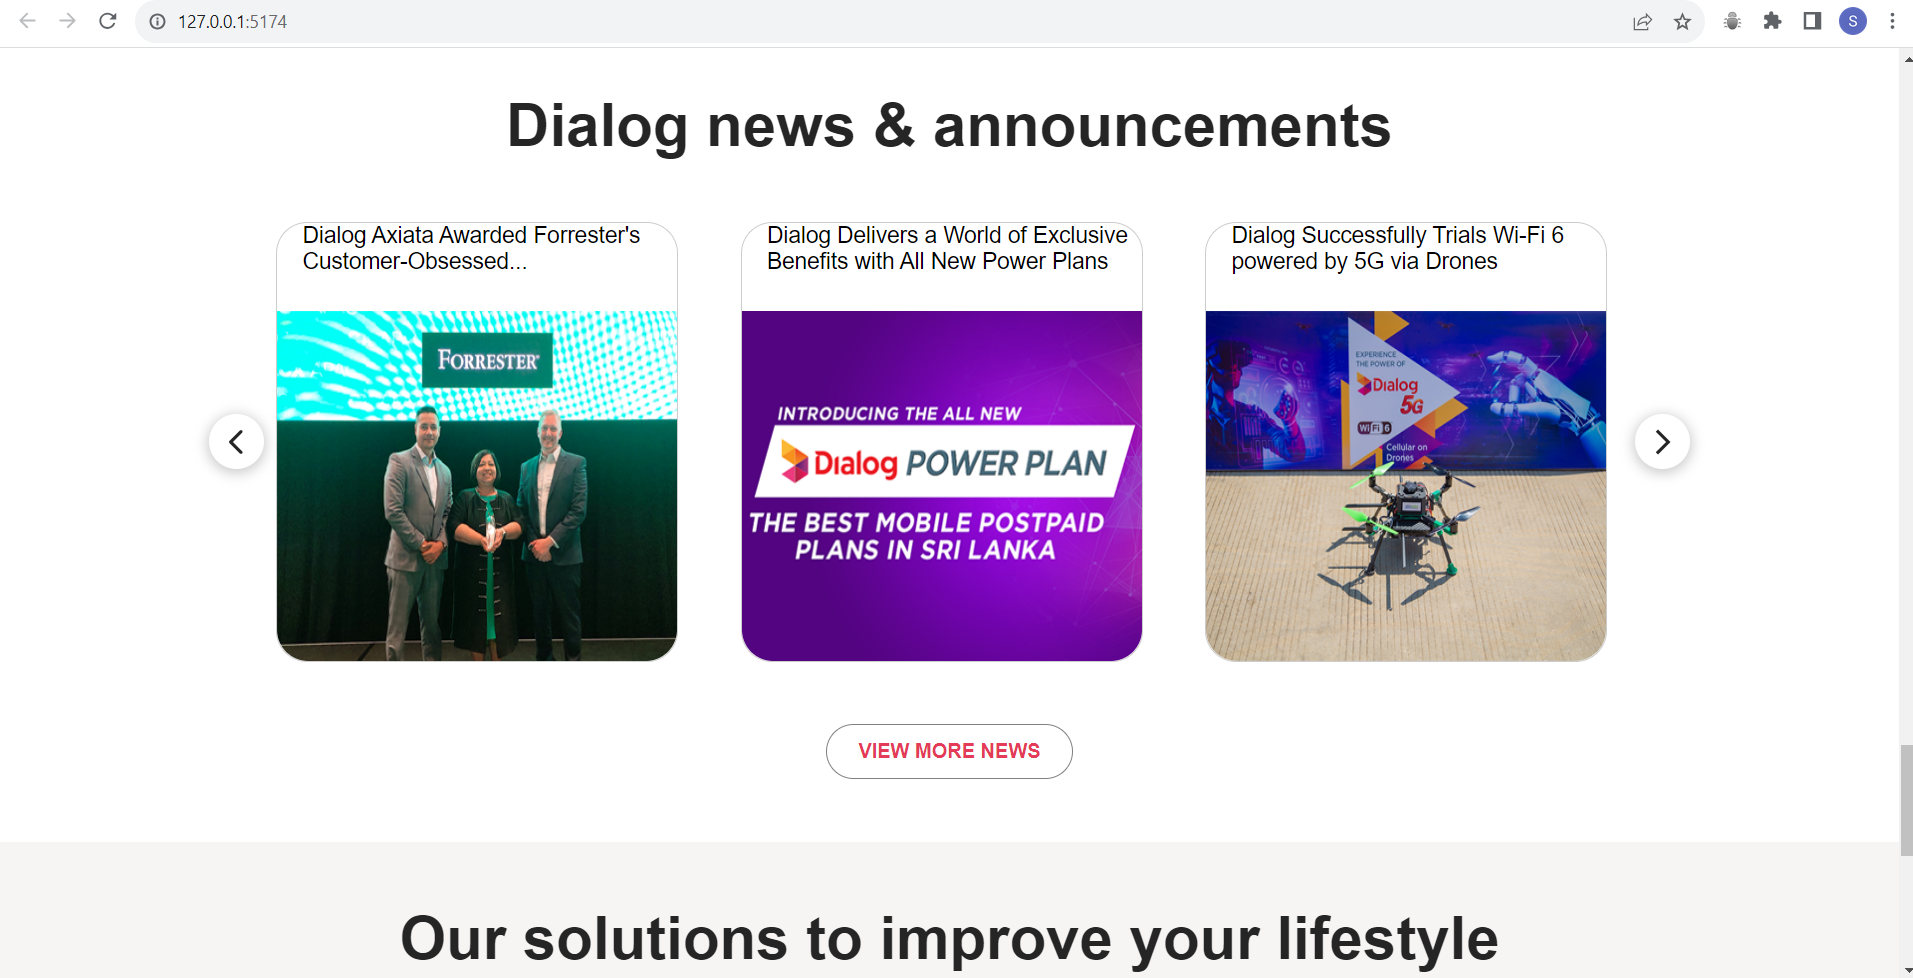 127.0.0.1:5174
S
Dialog news & announcements
Dialog Axiata Awarded Forrester's
Customer-Obsessed...
FORRESTER®
Dialog Delivers a World of Exclusive
Benefits with All New Power Plans
INTRODUCING THE ALL NEW
Dialog POWER PLAN
THE BEST MOBILE POSTPAID
PLANS IN SRI LANKA
Dialog Successfully Trials Wi-Fi 6
powered by 5G via Drones
EXPERIENCE
THE POWER OF
Dialog
5G
WiFi 6
Cellular on
Drones
VIEW MORE NEWS
Our solutions to improve your lifestyle